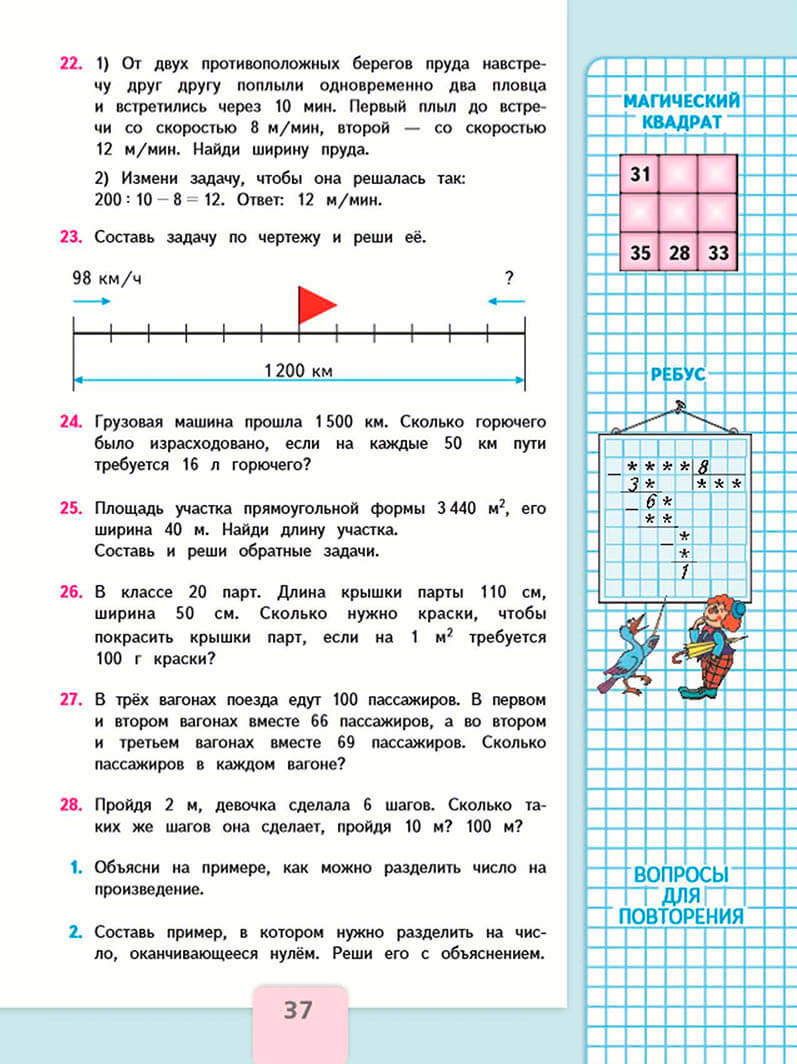 22. 1) От двух противоположных берегов пруда навстре-
чу друг другу поплыли одновременно два пловца
и встретились через 10 мин. Первый плыл до встре-
чи со скоростью 8 м/мин, второй — со скоростью
12 м/мин. Найди ширину пруда.
2) Измени задачу, чтобы она решалась так:
200 : 10 – 8 = 12. Ответ: 12 м/мин.
23. Составь задачу по чертежу и реши её.
98 км/ч ?
1 200 км
24. Грузовая машина прошла 1 500 км. Сколько горючего
было израсходовано, если на каждые 50 км пути
требуется 16 л горючего?
25. Площадь участка прямоугольной формы 3 440 м², его
ширина 40 м. Найди длину участка.
Составь и реши обратные задачи.
26. В классе 20 парт. Длина крышки парты 110 см,
ширина 50 см. Сколько нужно краски, чтобы
покрасить крышки парт, если на 1 м² требуется
100 г краски?
27. В трёх вагонах поезда едут 100 пассажиров. В первом
и втором вагонах вместе 66 пассажиров, а во втором
и третьем вагонах вместе 69 пассажиров. Сколько
пассажиров в каждом вагоне?
28. Пройдя 2 м, девочка сделала 6 шагов. Сколько та-
ких же шагов она сделает, пройдя 10 м? 100 м?
1. Объясни на примере, как можно разделить число на
произведение.
2. Составь пример, в котором нужно разделить на чис-
ло, оканчивающееся нулём. Реши его с объяснением.
37
МАГИЧЕСКИЙ
КВАДРАТ
31
35 28 33
РЕБУС
– * * * * 8
3 * * * *
– 6 *
* *
– *
*
1
ВОПРОСЫ
ДЛЯ
ПОВТОРЕНИЯ